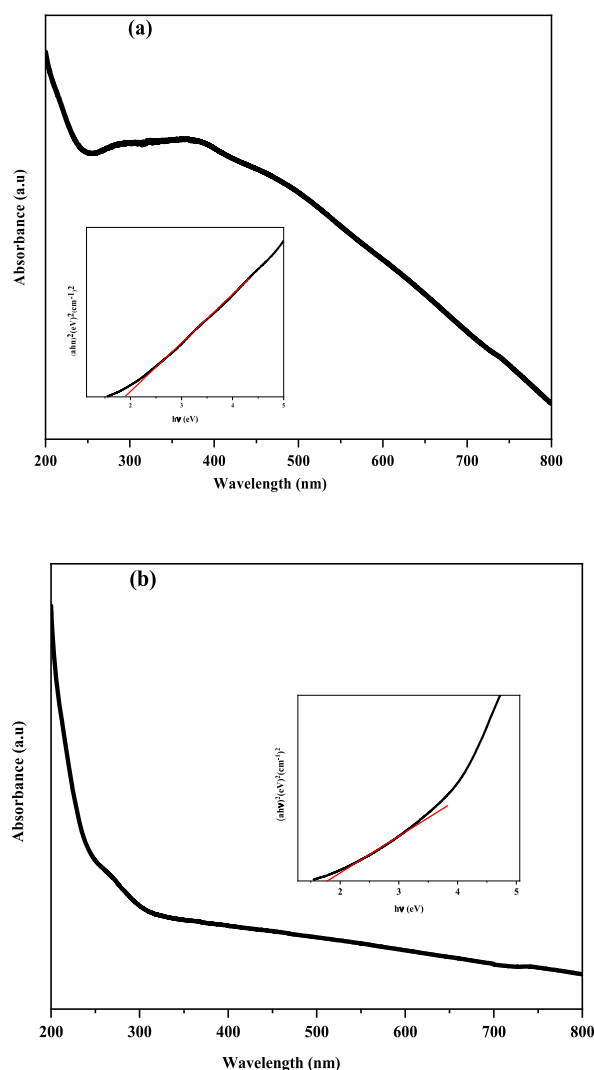 (a)
Absorbance (a.u)
(ahn)²(eV)²(cm⁻¹)²
2 3 4 5
hν (eV)
200 300 400 500 600 700 800
Wavelength (nm)
(b)
Absorbance (a.u)
(ahν)²(eV)²(cm⁻¹)²
2 3 4 5
hν (eV)
200 300 400 500 600 700 800
Wavelength (nm)